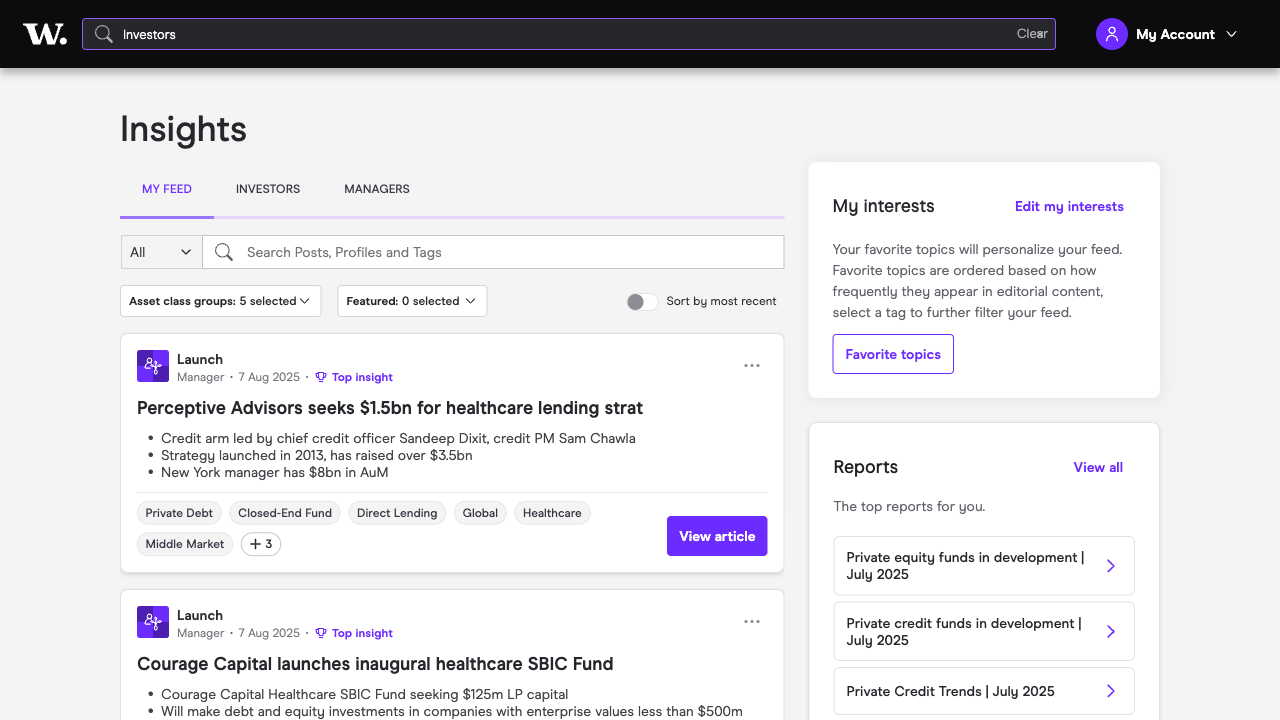 W.
Investors
Clear
My Account
Insights
MY FEED
INVESTORS
MANAGERS
All
Search Posts, Profiles and Tags
Asset class groups: 5 selected
Featured: 0 selected
Sort by most recent
Launch
Manager • 7 Aug 2025 • Top insight
Perceptive Advisors seeks $1.5bn for healthcare lending strat
• Credit arm led by chief credit officer Sandeep Dixit, credit PM Sam Chawla
• Strategy launched in 2013, has raised over $3.5bn
• New York manager has $8bn in AuM
Private Debt
Closed-End Fund
Direct Lending
Global
Healthcare
Middle Market
+ 3
View article
Launch
Manager • 7 Aug 2025 • Top insight
Courage Capital launches inaugural healthcare SBIC Fund
• Courage Capital Healthcare SBIC Fund seeking $125m LP capital
• Will make debt and equity investments in companies with enterprise values less than $500m
My interests
Edit my interests
Your favorite topics will personalize your feed.
Favorite topics are ordered based on how
frequently they appear in editorial content,
select a tag to further filter your feed.
Favorite topics
Reports
View all
The top reports for you.
Private equity funds in development |
July 2025
Private credit funds in development |
July 2025
Private Credit Trends | July 2025